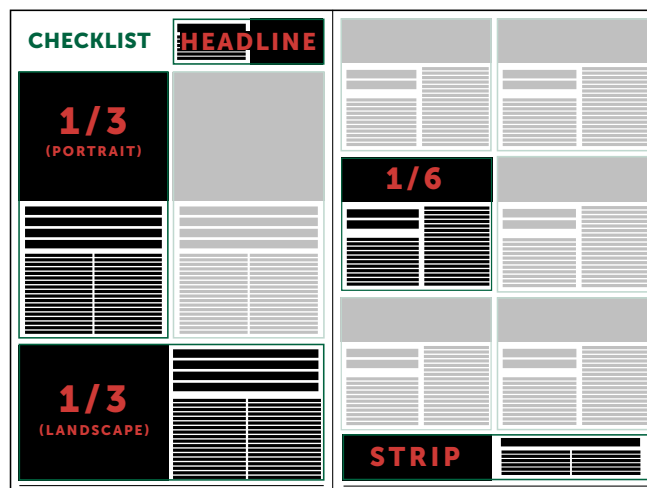 CHECKLIST
HEADLINE
1/3
(PORTRAIT)
1/3
(LANDSCAPE)
1/6
STRIP